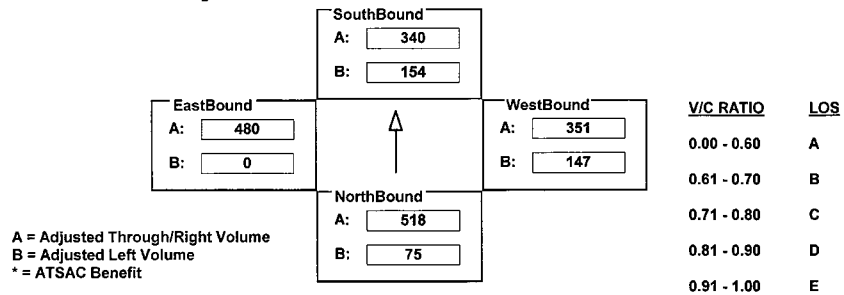 SouthBound
A: 340
B: 154
EastBound
A: 480
B: 0
WestBound
A: 351
B: 147
NorthBound
A: 518
B: 75
A = Adjusted Through/Right Volume
B = Adjusted Left Volume
* = ATSAC Benefit
V/C RATIO LOS
0.00 - 0.60 A
0.61 - 0.70 B
0.71 - 0.80 C
0.81 - 0.90 D
0.91 - 1.00 E